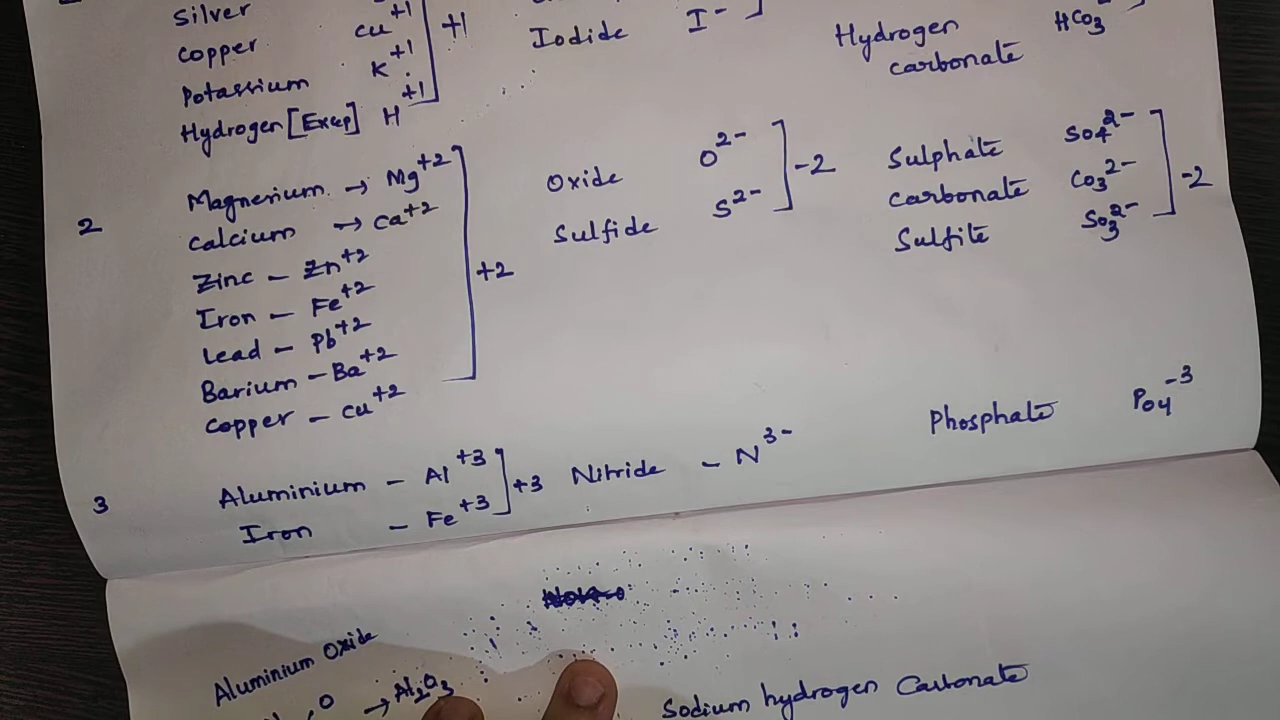 Silver
Copper Cu+1
Potassium K+1
Hydrogen [Excep] H+1
+1
Iodide I-
Hydrogen carbonate HCO3-
2
Magnesium → Mg+2
Calcium → Ca+2
Zinc - Zn+2
Iron - Fe+2
Lead - Pb+2
Barium - Ba+2
Copper - Cu+2
+2
Oxide O2-
Sulfide S2-
-2
Sulphate SO42-
Carbonate CO32-
Sulfite SO32-
-2
3
Aluminium - Al+3
Iron - Fe+3
+3
Nitride - N3-
Phosphate PO4-3
Aluminium Oxide
O → Al2O3
Sodium hydrogen Carbonate